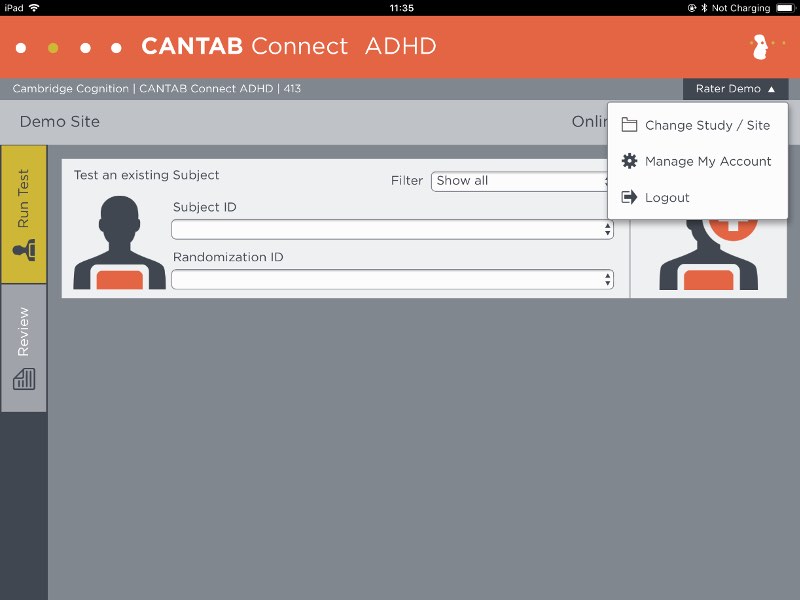 iPad 11:35 Not Charging
CANTAB Connect ADHD
Cambridge Cognition | CANTAB Connect ADHD | 413 Rater Demo ▲
Demo Site
Change Study / Site
Manage My Account
Logout
Run Test
Review
Test an existing Subject
Filter Show all
Subject ID
Randomization ID